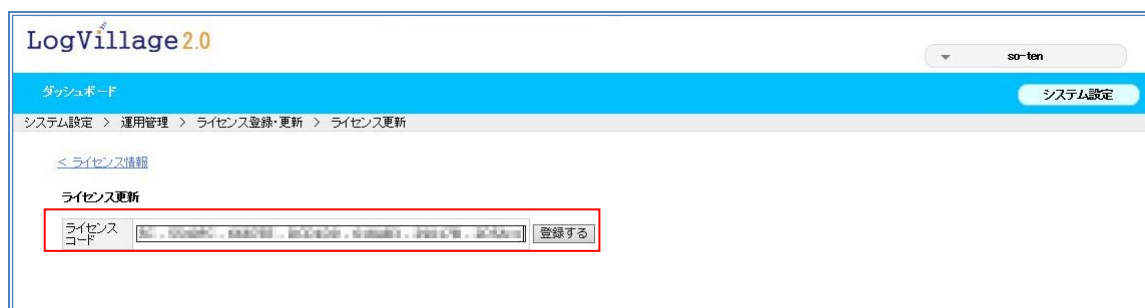 LogVillage2.0
so-ten
ダッシュボード
システム設定
システム設定 > 運用管理 > ライセンス登録・更新 > ライセンス更新
< ライセンス情報
ライセンス更新
ライセンス
コード
登録する